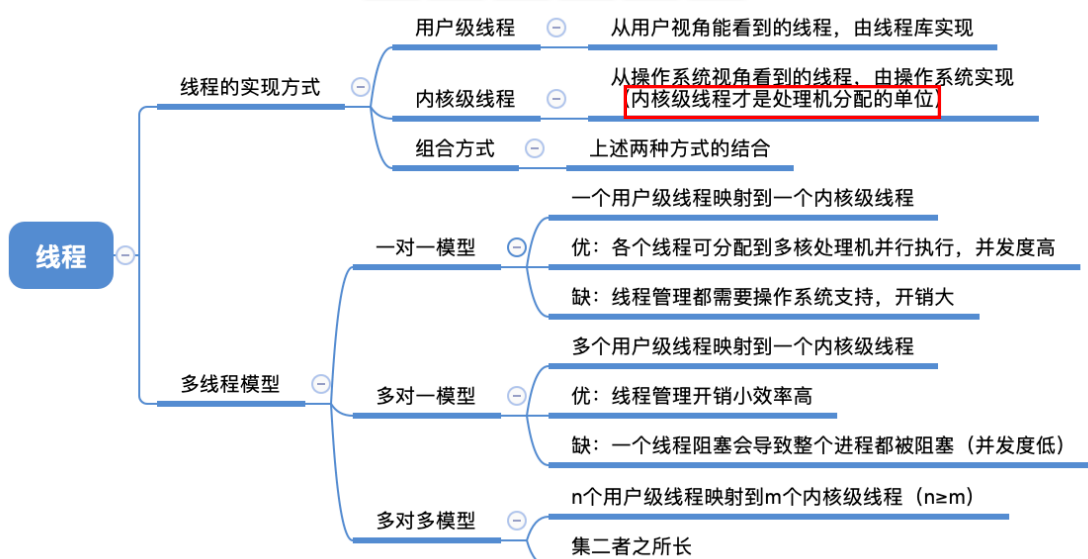 线程
线程的实现方式
用户级线程
从用户视角能看到的线程，由线程库实现
内核级线程
从操作系统视角看到的线程，由操作系统实现
（内核级线程才是处理机分配的单位）
组合方式
上述两种方式的结合
多线程模型
一对一模型
一个用户级线程映射到一个内核级线程
优：各个线程可分配到多核处理机并行执行，并发度高
缺：线程管理都需要操作系统支持，开销大
多对一模型
多个用户级线程映射到一个内核级线程
优：线程管理开销小效率高
缺：一个线程阻塞会导致整个进程都被阻塞（并发度低）
多对多模型
n个用户级线程映射到m个内核级线程（n≥m）
集二者之所长